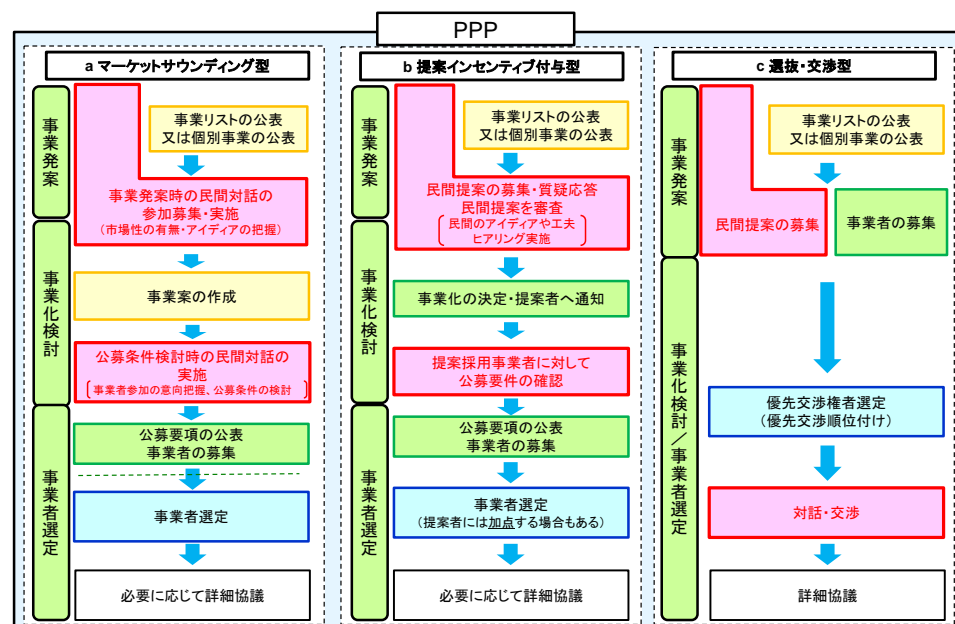 PPP
a マーケットサウンディング型
事業発案
事業リストの公表
又は個別事業の公表
事業発案時の民間対話の
参加募集・実施
(市場性の有無・アイディアの把握)
事業化検討
事業案の作成
公募条件検討時の民間対話の
実施
事業者参加の意向把握、公募条件の検討
事業者選定
公募要項の公表
事業者の募集
事業者選定
必要に応じて詳細協議
b 提案インセンティブ付与型
事業発案
事業リストの公表
又は個別事業の公表
民間提案の募集・質疑応答
民間提案を審査
民間のアイディアや工夫
ヒアリング実施
事業化検討
事業化の決定・提案者へ通知
提案採用事業者に対して
公募要件の確認
事業者選定
公募要項の公表
事業者の募集
事業者選定
(提案者には加点する場合もある)
必要に応じて詳細協議
c 選抜・交渉型
事業発案
事業リストの公表
又は個別事業の公表
民間提案の募集
事業者の募集
事業化検討／事業者選定
優先交渉権者選定
(優先交渉順位付け)
対話・交渉
詳細協議